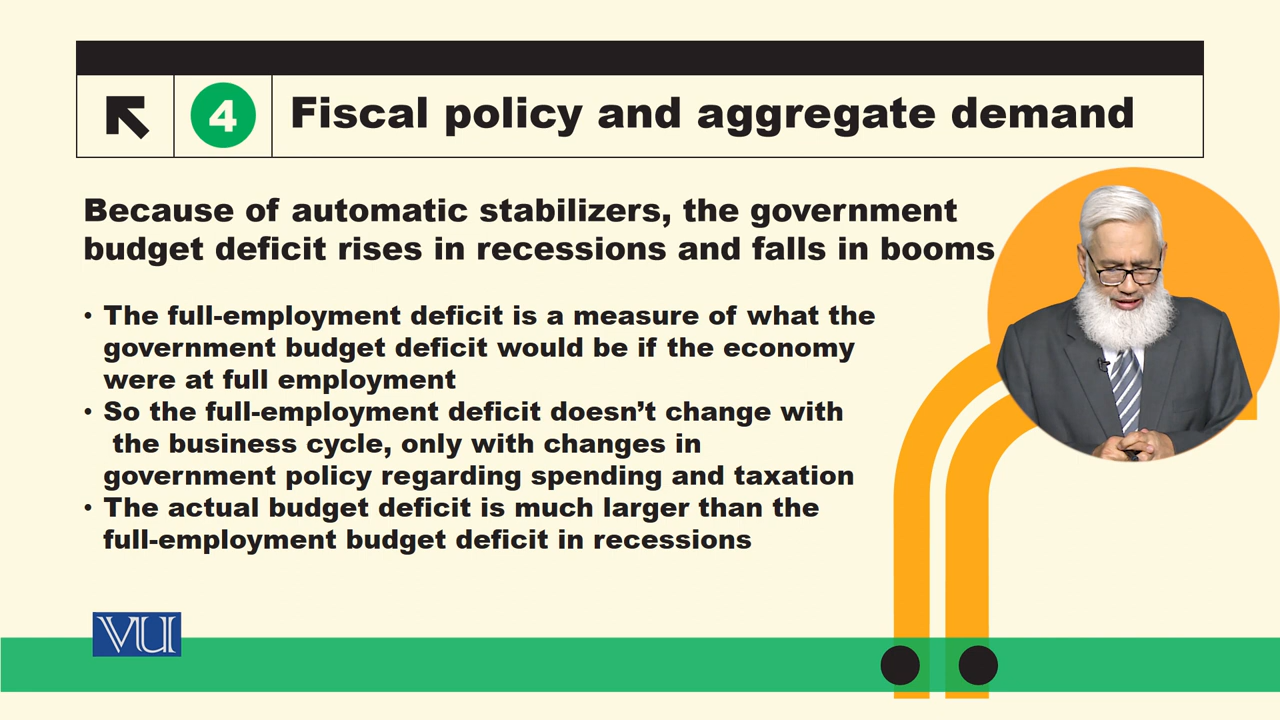 4 Fiscal policy and aggregate demand
Because of automatic stabilizers, the government
budget deficit rises in recessions and falls in booms
• The full-employment deficit is a measure of what the
government budget deficit would be if the economy
were at full employment
• So the full-employment deficit doesn’t change with
the business cycle, only with changes in
government policy regarding spending and taxation
• The actual budget deficit is much larger than the
full-employment budget deficit in recessions
VU